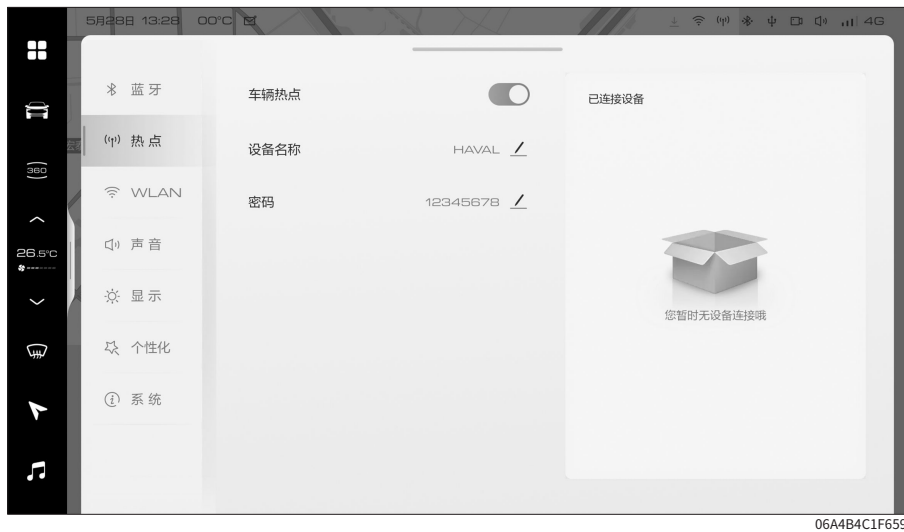 5月28日 13:28 00°C
4G
蓝牙
热点
WLAN
声音
显示
个性化
系统
360
26.5°C
车辆热点
设备名称 HAVAL
密码 12345678
已连接设备
您暂时无设备连接哦
06A4B4C1F659